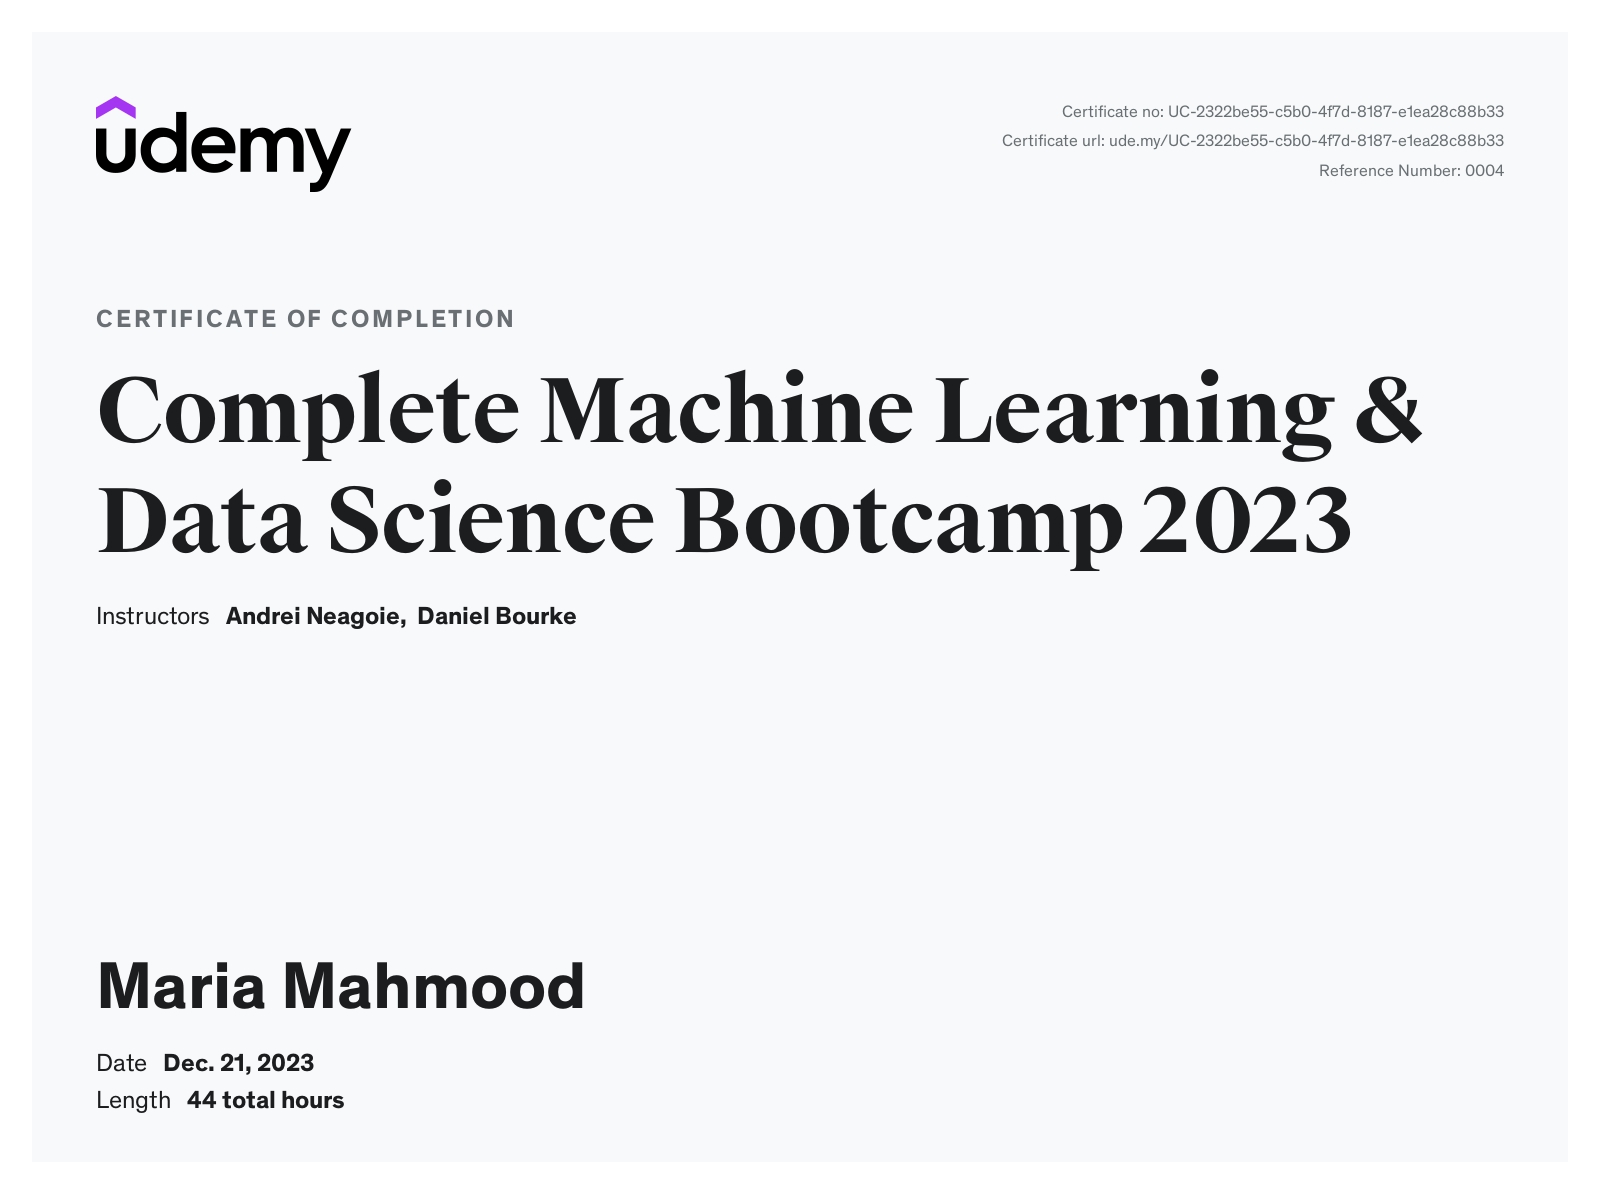 udemy
Certificate no: UC-2322be55-c5b0-4f7d-8187-e1ea28c88b33
Certificate url: ude.my/UC-2322be55-c5b0-4f7d-8187-e1ea28c88b33
Reference Number: 0004
CERTIFICATE OF COMPLETION
Complete Machine Learning &
Data Science Bootcamp 2023
Instructors Andrei Neagoie, Daniel Bourke
Maria Mahmood
Date Dec. 21, 2023
Length 44 total hours